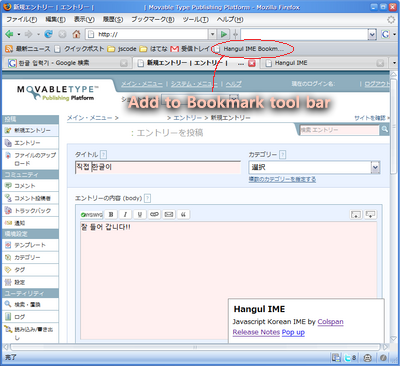 新規エントリー | エントリー |
| Movable Type Publishing Platform - Mozilla Firefox
ファイル(F) 編集(E) 表示(V) 履歴(S) ブックマーク(B) ツール(T) ヘルプ(H)
http://
最新ニュース クイックポスト jscode はてな 受信トレイ Hangul IME Bookm...
한글 입력기 - Google 検索
新規エントリー | エントリー | ...
Hangul IME
MOVABLETYPE™
Publishing Platform
メイン・メニュー | システム・メニュー | ヘルプ
現在のログイン名:
ログアウト
Add to Bookmark tool bar
投稿
メイン・メニュー >
> エントリー > 新規エントリー
サイトを確認
新規エントリー
エントリー
ファイルのアップロード
: エントリーを投稿
検索: エントリー
コミュニティ
コメント
コメント投稿者
トラックバック
通知
環境設定
テンプレート
カテゴリー
タグ
設定
ユーティリティ
検索・置換
ログ
読み込み/書き出し
タイトル ?
직접 한글이
カテゴリー ?
選択
複数のカテゴリーを指定する
エントリーの内容 (body) ?
WYSIWYG B I U
잘 들어 갑니다!!
Hangul IME
Javascript Korean IME by Colspan
Release Notes Pop up
完了
8